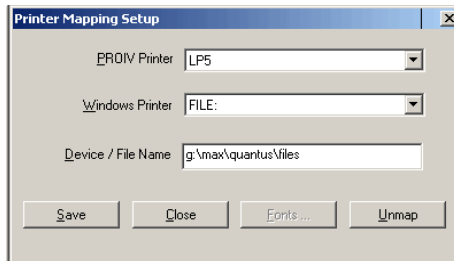 Printer Mapping Setup
PROIV Printer LP5
Windows Printer FILE:
Device / File Name g:\max\quantus\files
Save Close Fonts ... Unmap